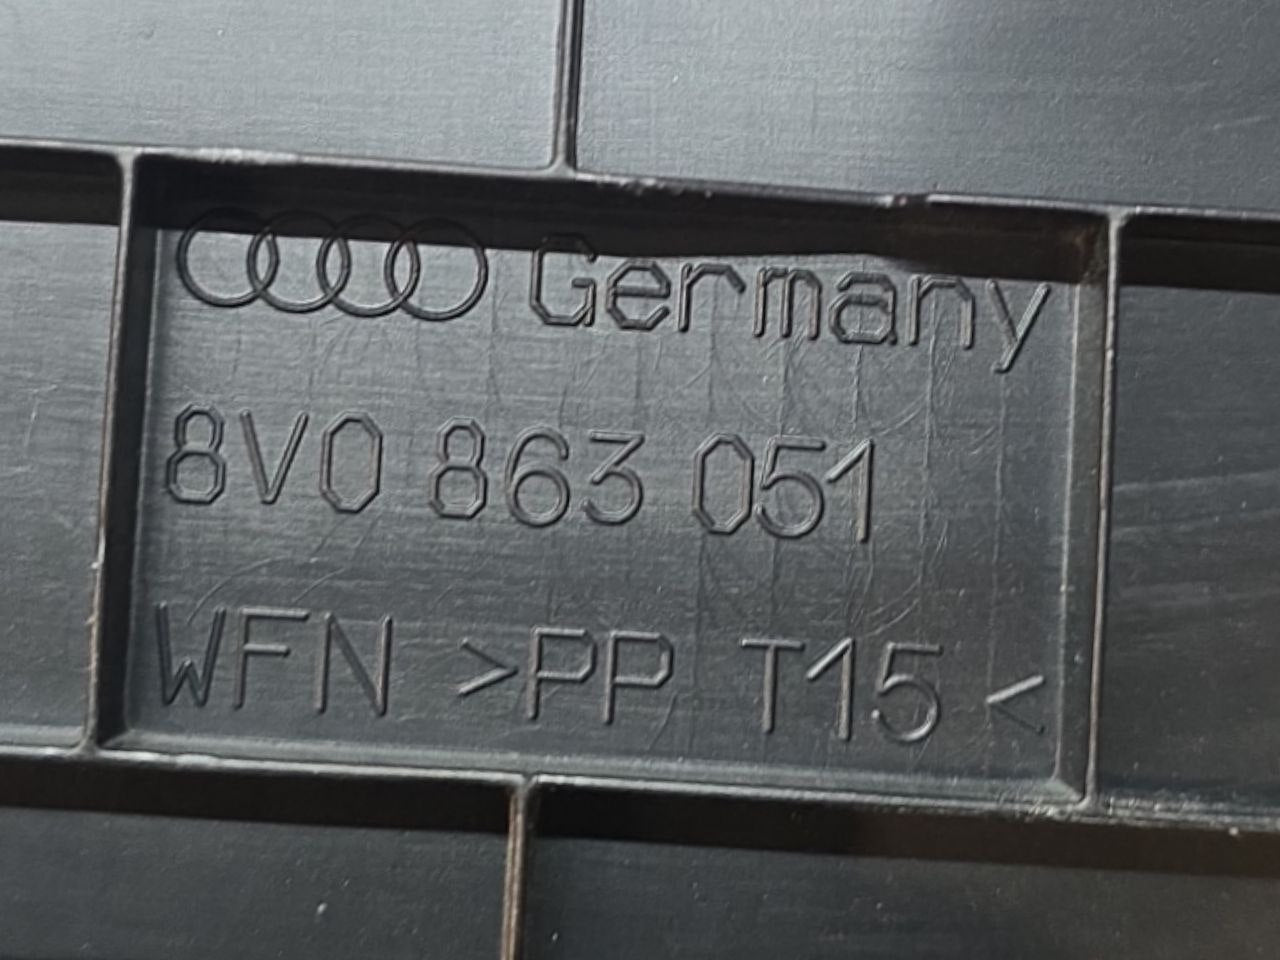 Germany
8V0 863 051
WFN >PP T15<